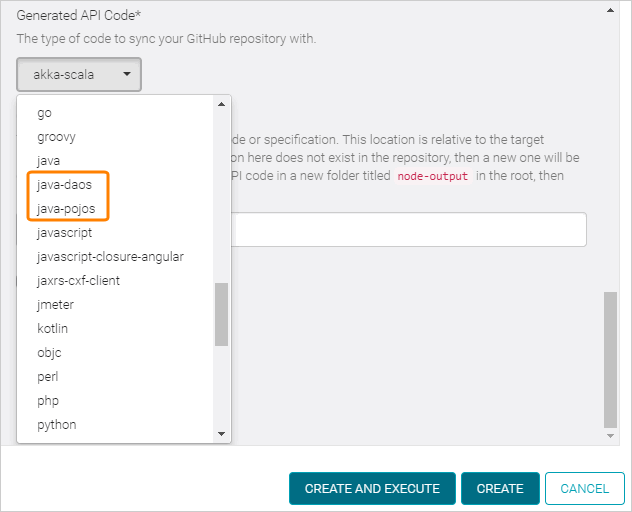 Generated API Code*
The type of code to sync your GitHub repository with.
akka-scala
go
groovy
de or specification. This location is relative to the target
java
on here does not exist in the repository, then a new one will be
java-daos
PI code in a new folder titled node-output in the root, then
java-pojos
javascript
javascript-closure-angular
jaxrs-cxf-client
jmeter
kotlin
objc
perl
php
python
CREATE AND EXECUTE
CREATE
CANCEL